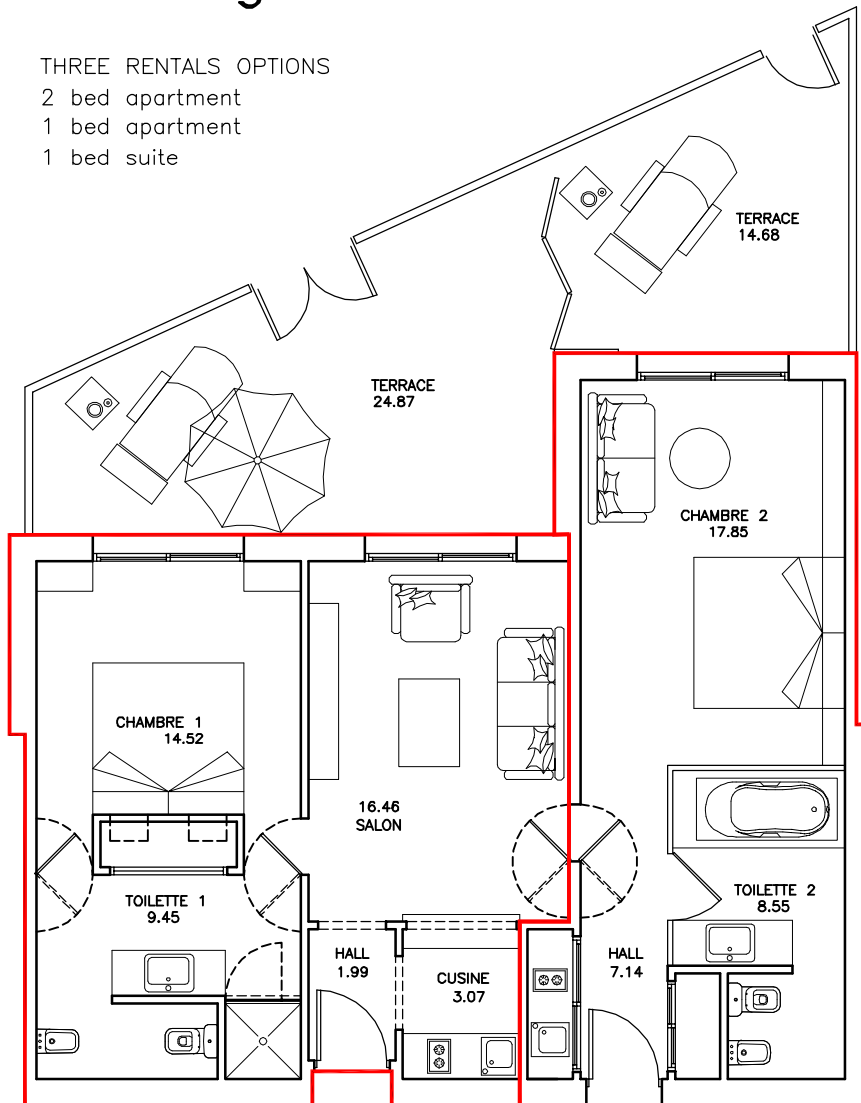 THREE RENTALS OPTIONS
2 bed apartment
1 bed apartment
1 bed suite
TERRACE
14.68
TERRACE
24.87
CHAMBRE 2
17.85
CHAMBRE 1
14.52
16.46
SALON
TOILETTE 1
9.45
TOILETTE 2
8.55
HALL
1.99
CUSINE
3.07
HALL
7.14